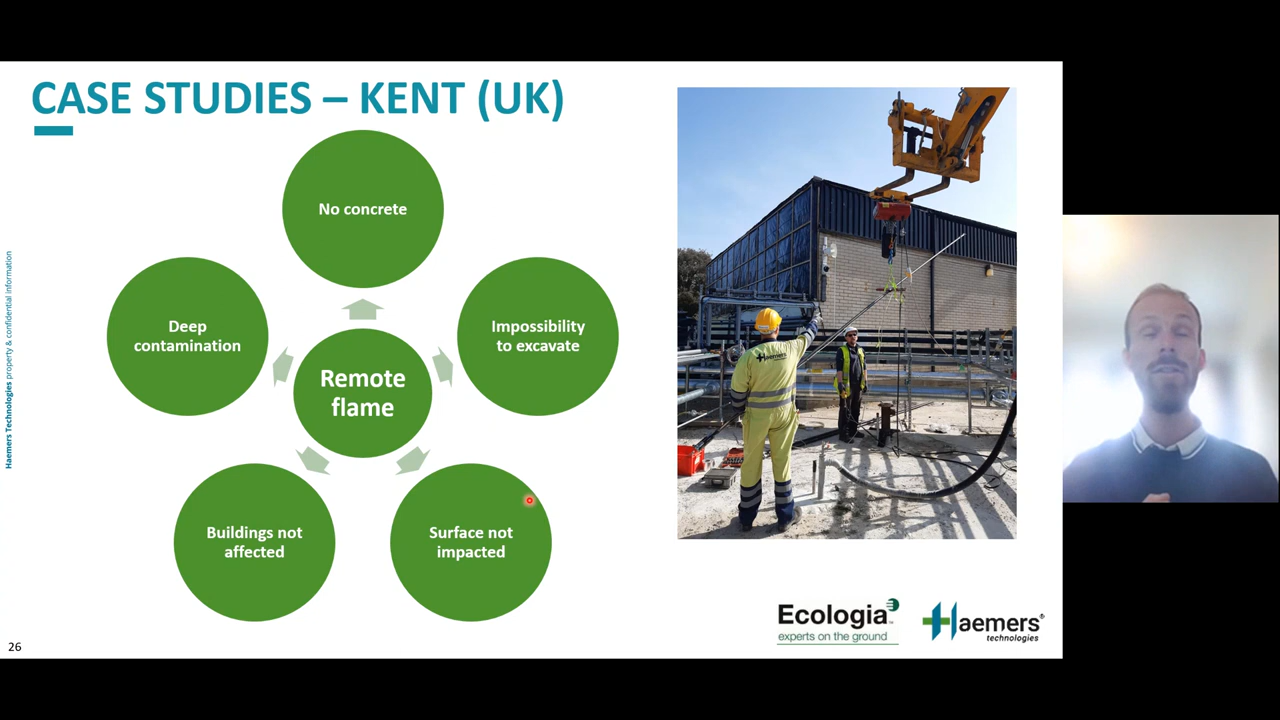 CASE STUDIES – KENT (UK)
No concrete
Deep
contamination
Impossibility
to excavate
Remote
flame
Buildings not
affected
Surface not
impacted
Haemers Technologies property & confidential information
Haemers
Ecologia
experts on the ground
Haemers
technologies
26